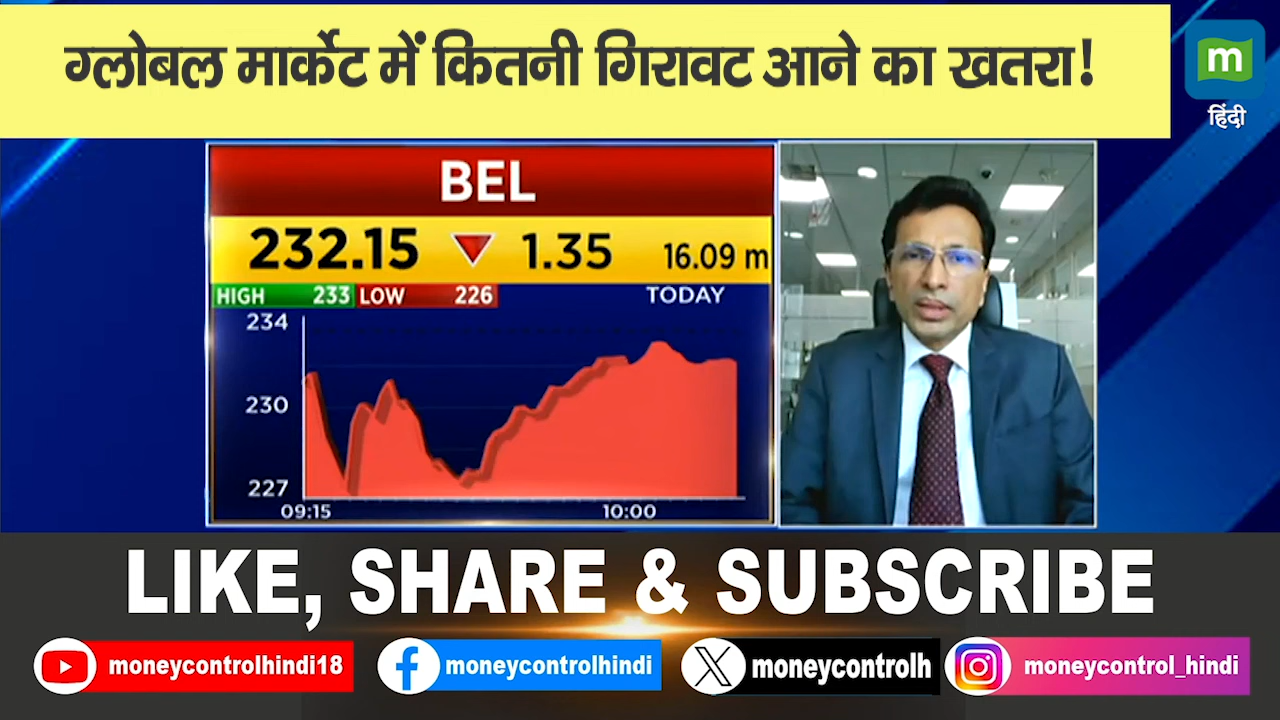 ग्लोबल मार्केट में कितनी गिरावट आने का खतरा!
m
हिंदी
BEL
232.15 ▼ 1.35 16.09 m
HIGH 233 LOW 226 TODAY
234
230
227
09:15 10:00
LIKE, SHARE & SUBSCRIBE
moneycontrolhindi18 moneycontrolhindi moneycontrolh moneycontrol_hindi